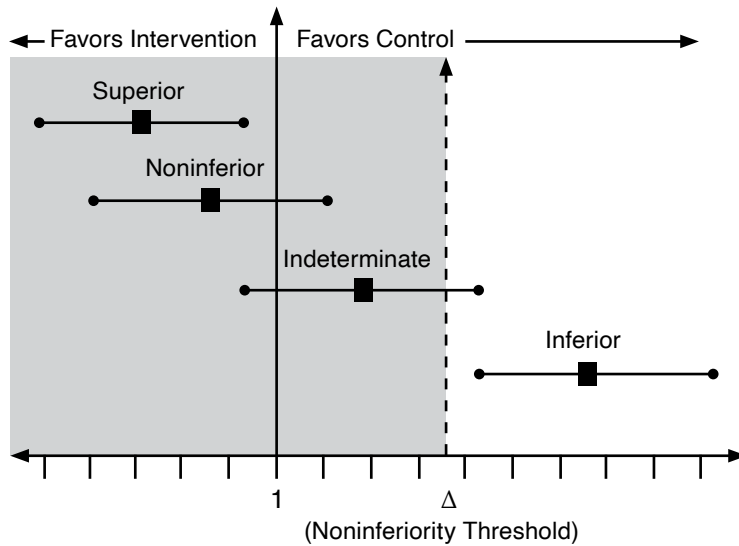 Favors Intervention
Favors Control
Superior
Noninferior
Indeterminate
Inferior
1
Δ
(Noninferiority Threshold)